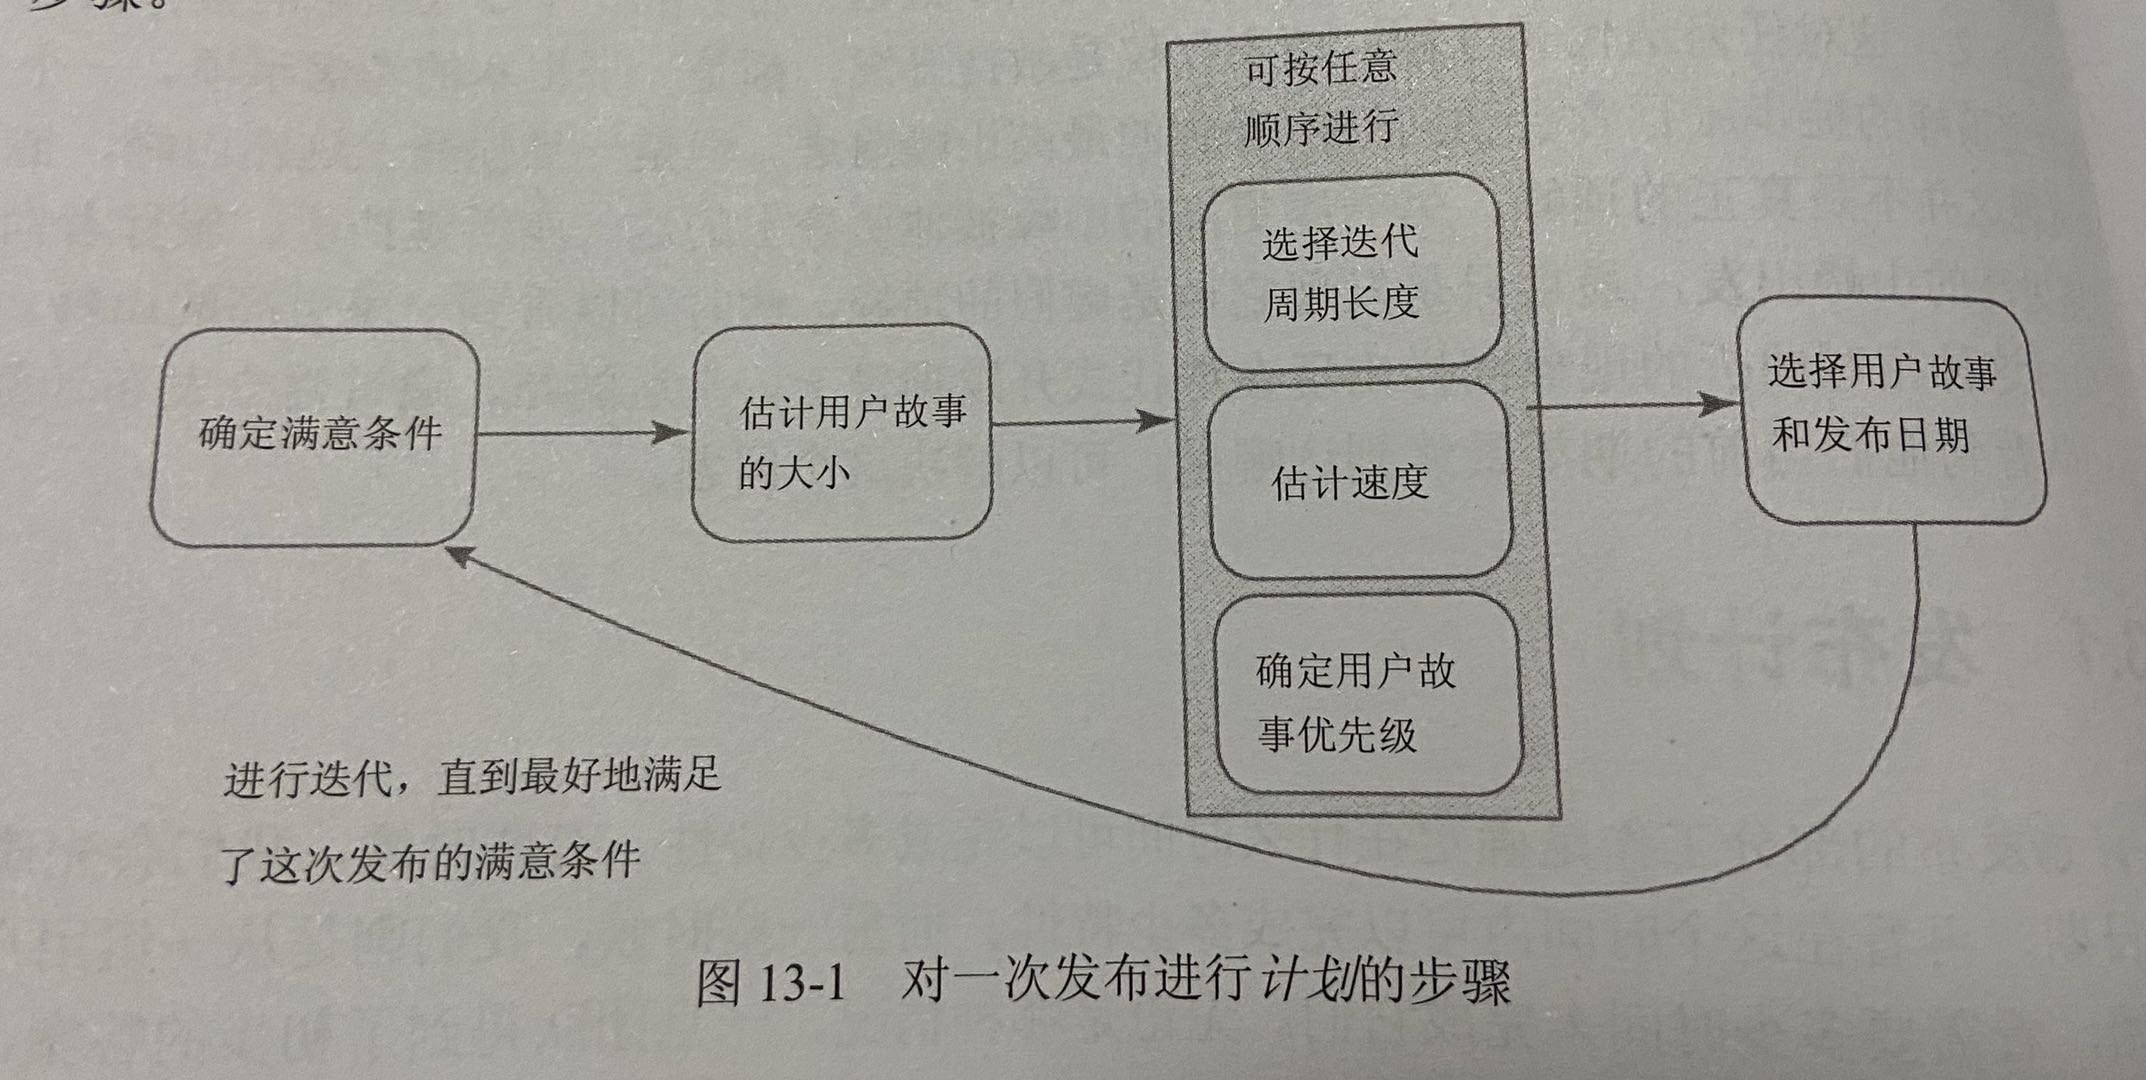 步骤。
可按任意
顺序进行
选择迭代
周期长度
确定满意条件
估计用户故事
的大小
估计速度
确定用户故
事优先级
选择用户故事
和发布日期
进行迭代，直到最好地满足
了这次发布的满意条件
图 13-1 对一次发布进行计划的步骤